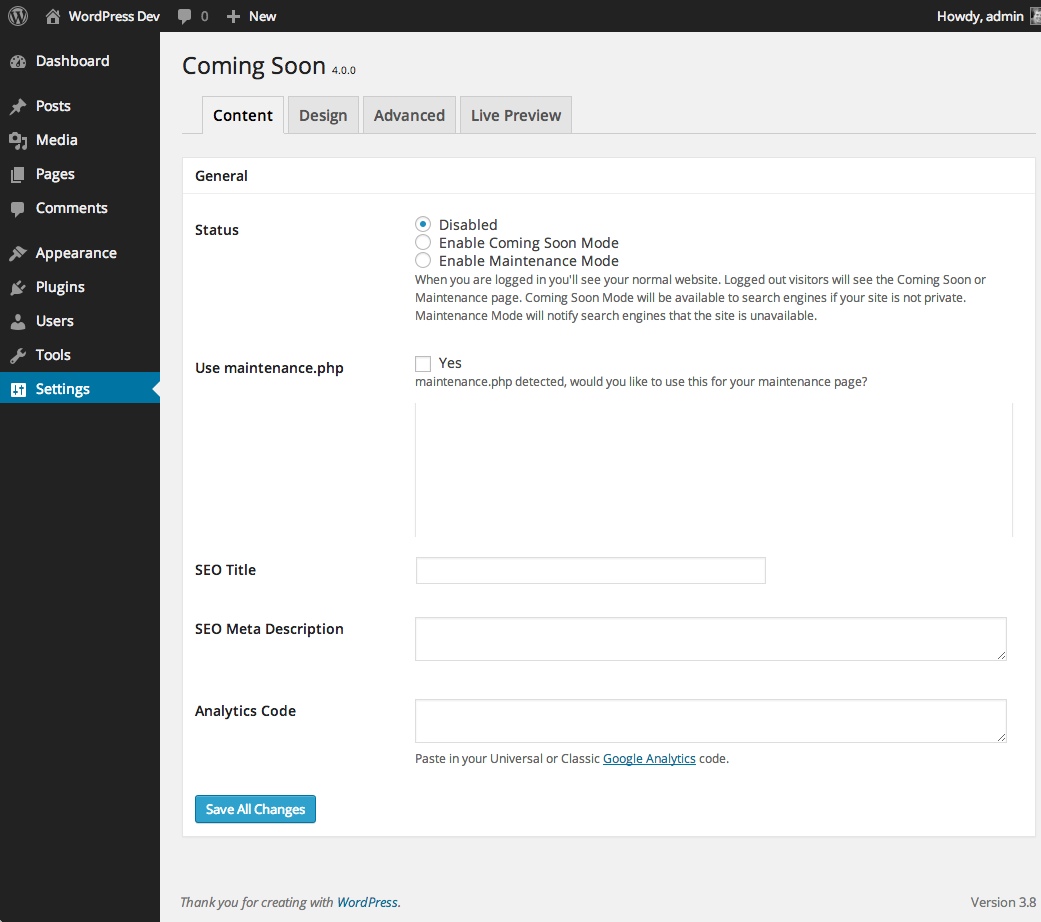 WordPress Dev 0 New Howdy, admin
Dashboard
Posts
Media
Pages
Comments
Appearance
Plugins
Users
Tools
Settings
Coming Soon 4.0.0
Content Design Advanced Live Preview
General
Status
Disabled
Enable Coming Soon Mode
Enable Maintenance Mode
When you are logged in you'll see your normal website. Logged out visitors will see the Coming Soon or
Maintenance page. Coming Soon Mode will be available to search engines if your site is not private.
Maintenance Mode will notify search engines that the site is unavailable.
Use maintenance.php
Yes
maintenance.php detected, would you like to use this for your maintenance page?
SEO Title
SEO Meta Description
Analytics Code
Paste in your Universal or Classic Google Analytics code.
Save All Changes
Thank you for creating with WordPress. Version 3.8